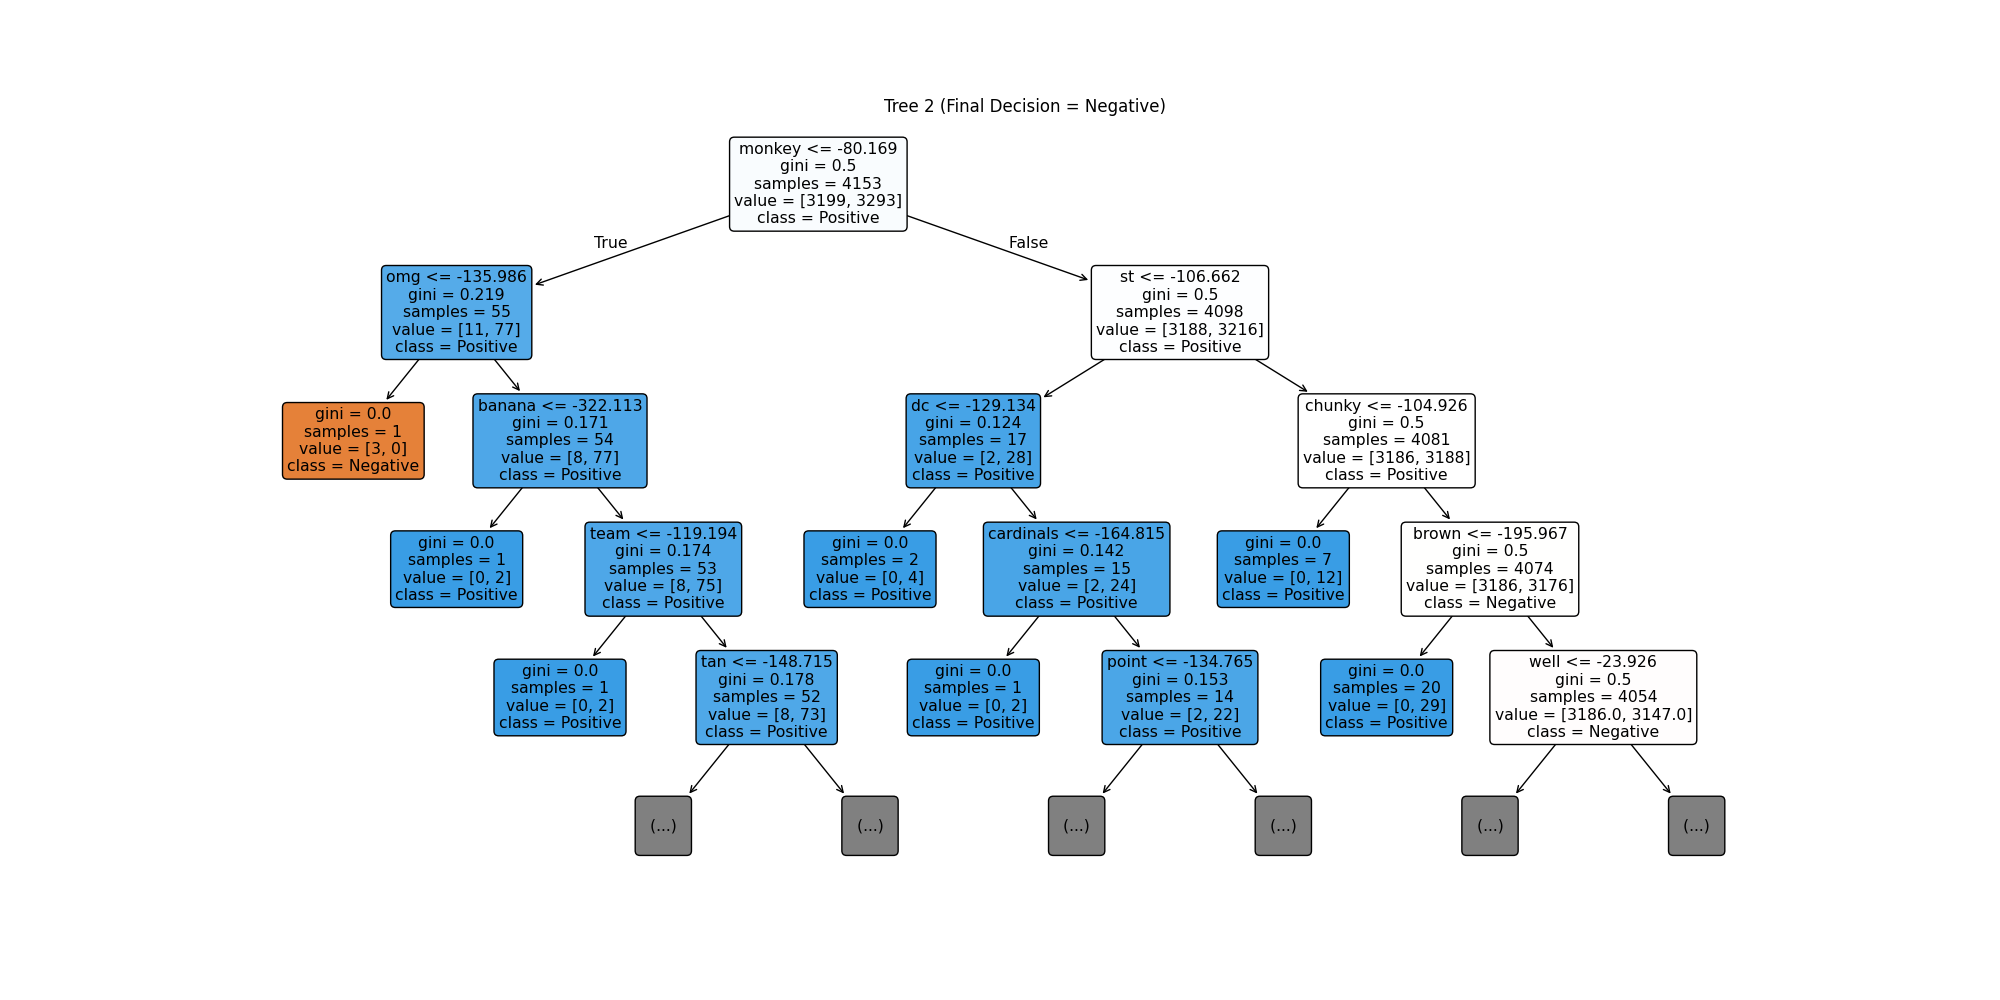 Tree 2 (Final Decision = Negative)
monkey <= -80.169
gini = 0.5
samples = 4153
value = [3199, 3293]
class = Positive
True
False
omg <= -135.986
gini = 0.219
samples = 55
value = [11, 77]
class = Positive
st <= -106.662
gini = 0.5
samples = 4098
value = [3188, 3216]
class = Positive
gini = 0.0
samples = 1
value = [3, 0]
class = Negative
banana <= -322.113
gini = 0.171
samples = 54
value = [8, 77]
class = Positive
dc <= -129.134
gini = 0.124
samples = 17
value = [2, 28]
class = Positive
chunky <= -104.926
gini = 0.5
samples = 4081
value = [3186, 3188]
class = Positive
gini = 0.0
samples = 1
value = [0, 2]
class = Positive
team <= -119.194
gini = 0.174
samples = 53
value = [8, 75]
class = Positive
gini = 0.0
samples = 2
value = [0, 4]
class = Positive
cardinals <= -164.815
gini = 0.142
samples = 15
value = [2, 24]
class = Positive
gini = 0.0
samples = 7
value = [0, 12]
class = Positive
brown <= -195.967
gini = 0.5
samples = 4074
value = [3186, 3176]
class = Negative
gini = 0.0
samples = 1
value = [0, 2]
class = Positive
tan <= -148.715
gini = 0.178
samples = 52
value = [8, 73]
class = Positive
gini = 0.0
samples = 1
value = [0, 2]
class = Positive
point <= -134.765
gini = 0.153
samples = 14
value = [2, 22]
class = Positive
gini = 0.0
samples = 20
value = [0, 29]
class = Positive
well <= -23.926
gini = 0.5
samples = 4054
value = [3186.0, 3147.0]
class = Negative
(...)
(...)
(...)
(...)
(...)
(...)